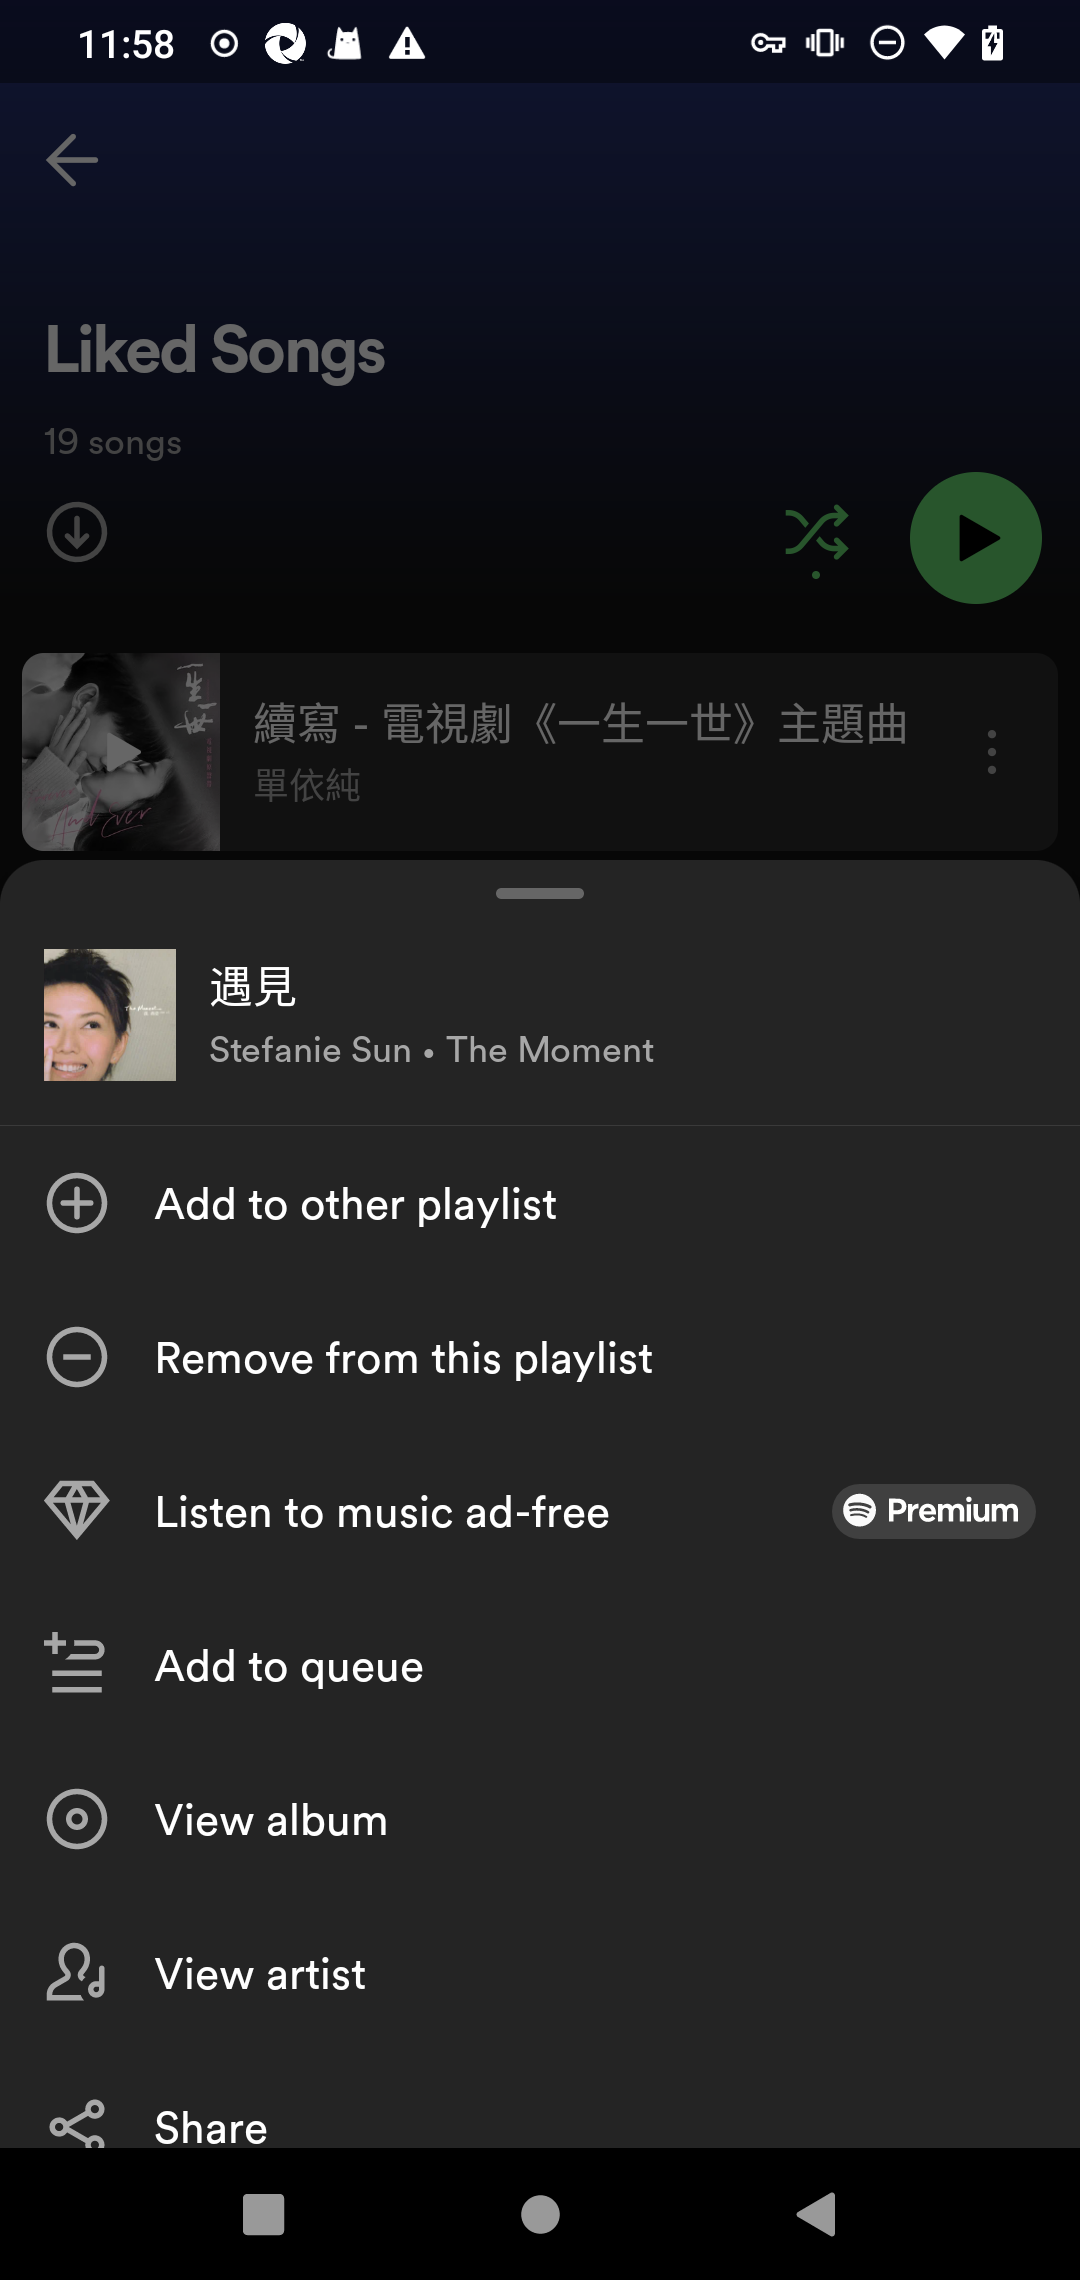 11:58
Liked Songs
19 songs
續寫 - 電視劇《一生一世》主題曲
單依純
遇見
Stefanie Sun • The Moment
Add to other playlist
Remove from this playlist
Listen to music ad-free
Premium
Add to queue
View album
View artist
Share